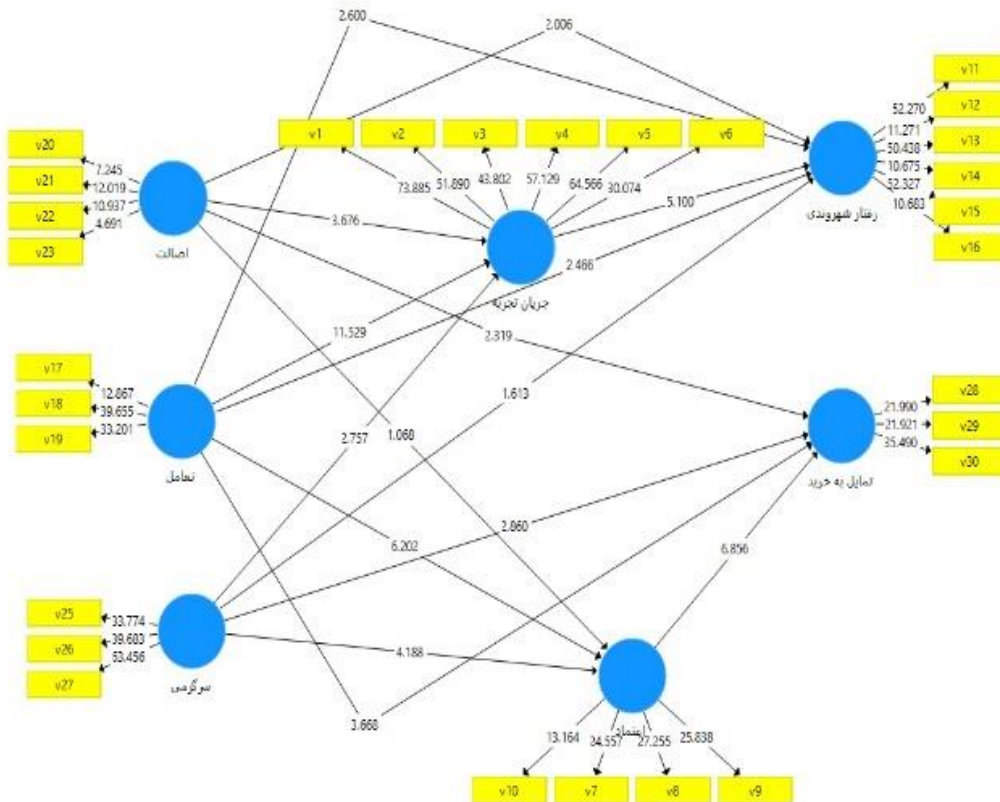 2.600
2.006
v1
v2
v3
v4
v5
v6
73.885
51.890
43.802
57.129
64.566
30.074
v20
v21
v22
v23
7.245
12.019
10.937
4.691
اصالت
3.676
جریان تجربه
5.100
2.466
v11
v12
v13
v14
v15
v16
52.270
11.271
50.438
10.675
52.327
10.683
رفتار شهروندی
11.529
2.319
1.613
2.757
1.068
v17
v18
v19
12.867
39.655
33.201
تعامل
v28
v29
v30
21.990
21.921
35.490
تمایل به خرید
2.860
6.202
6.856
v25
v26
v27
33.774
39.683
53.456
سرگرمی
4.188
3.668
اعتماد
13.164
24.557
27.255
25.838
v10
v7
v8
v9